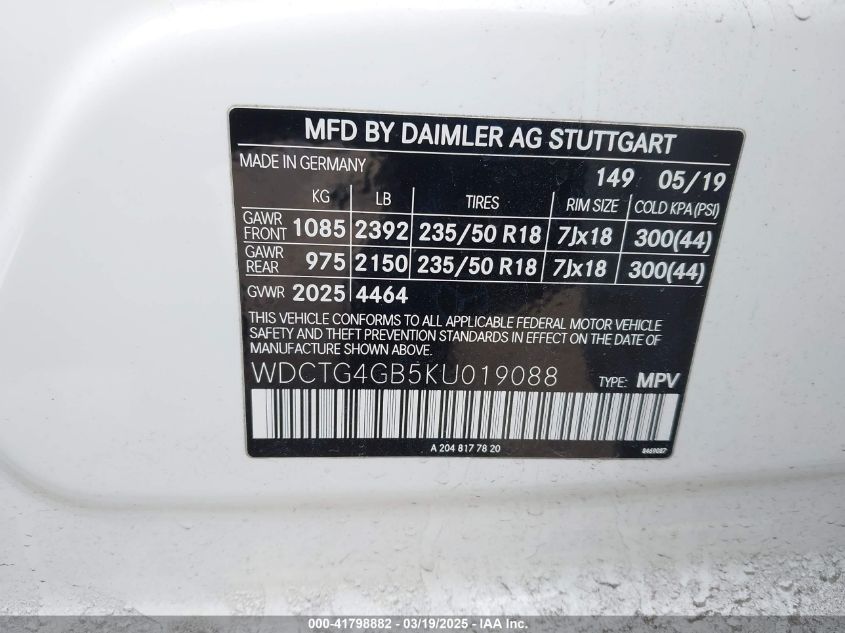 MFD BY DAIMLER AG STUTTGART
MADE IN GERMANY 149 05/19
KG LB TIRES RIM SIZE COLD KPA (PSI)
GAWR FRONT 1085 2392 235/50 R18 7Jx18 300(44)
GAWR REAR 975 2150 235/50 R18 7Jx18 300(44)
GVWR 2025 4464
THIS VEHICLE CONFORMS TO ALL APPLICABLE FEDERAL MOTOR VEHICLE
SAFETY AND THEFT PREVENTION STANDARDS IN EFFECT ON THE DATE OF
MANUFACTURE SHOWN ABOVE.
WDCTG4GB5KU019088 TYPE: MPV
A 204 817 78 20 8469087
000-41798882 - 03/19/2025 - IAAI.COM